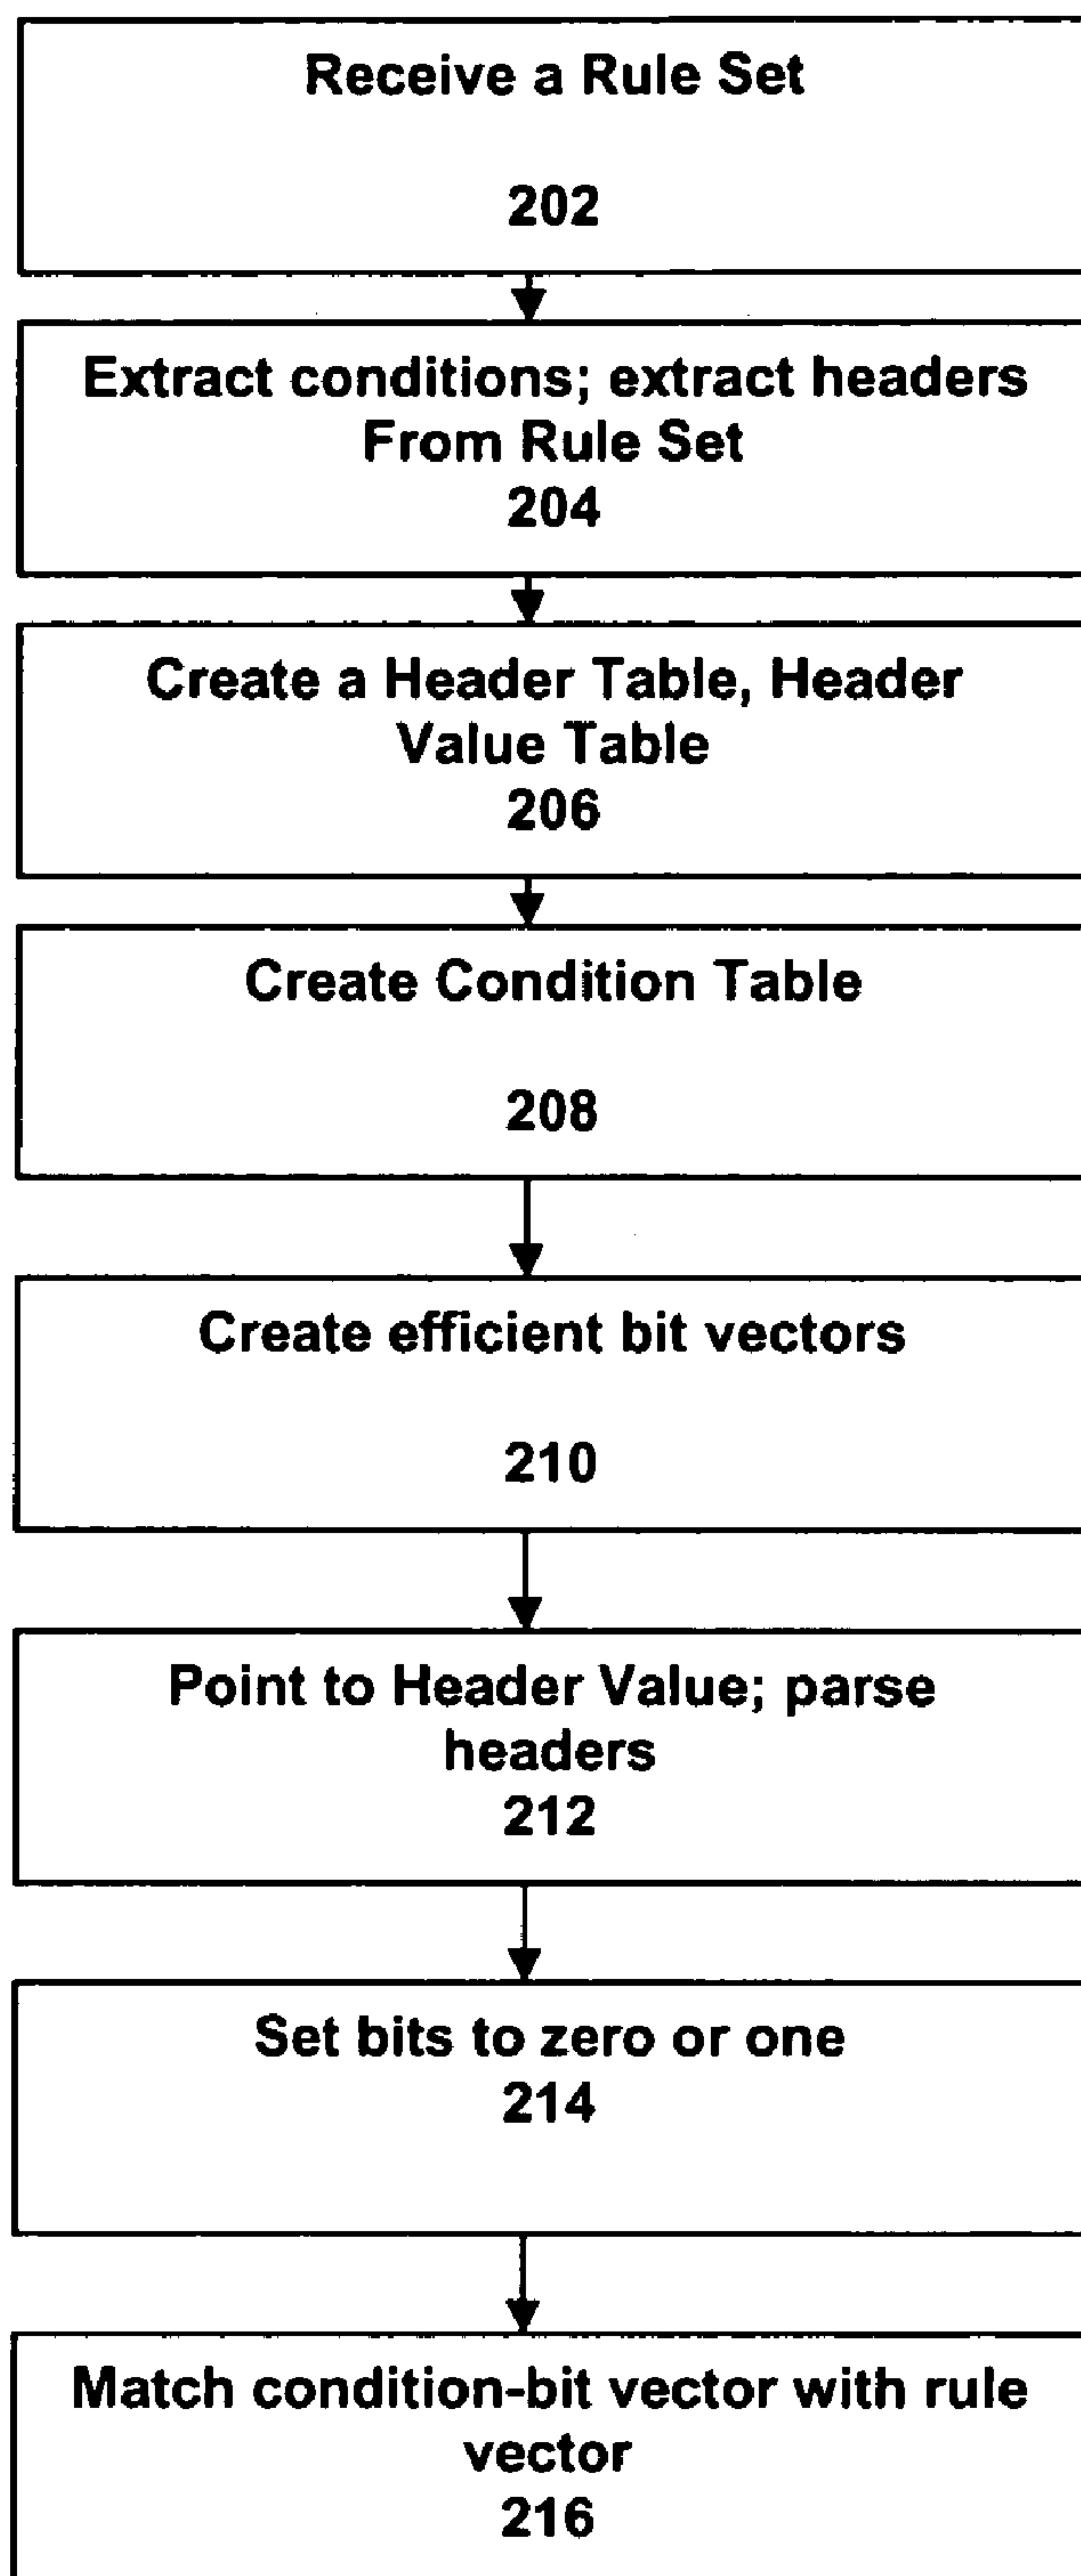 Receive a Rule Set
202
Extract conditions; extract headers
From Rule Set
204
Create a Header Table, Header
Value Table
206
Create Condition Table
208
Create efficient bit vectors
210
Point to Header Value; parse
headers
212
Set bits to zero or one
214
Match condition-bit vector with rule
vector
216